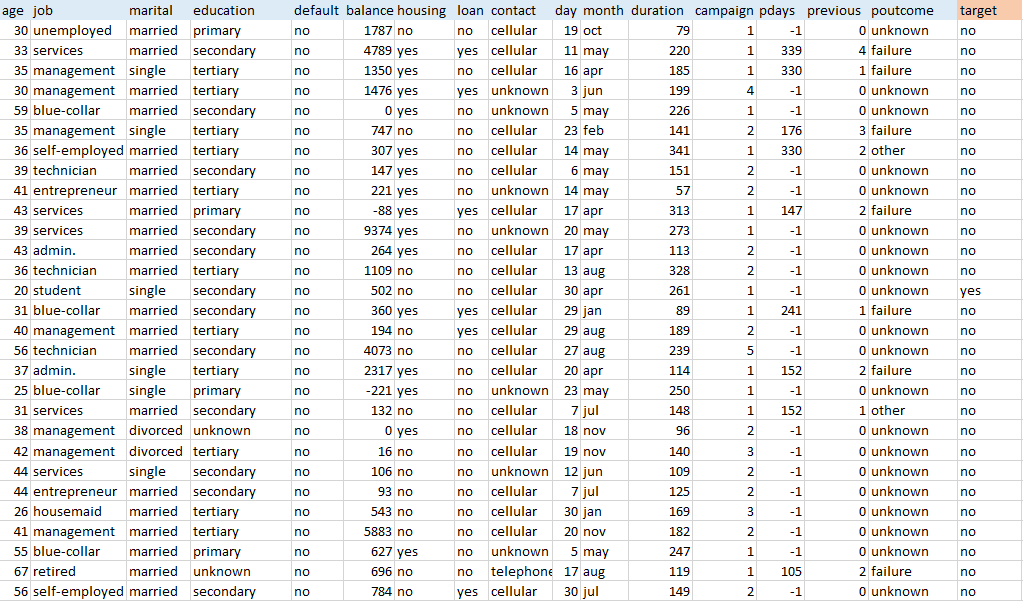 age job marital education default balance housing loan contact day month duration campaign pdays previous poutcome target
30 unemployed married primary no 1787 no no cellular 19 oct 79 1 -1 0 unknown no
33 services married secondary no 4789 yes yes cellular 11 may 220 1 339 4 failure no
35 management single tertiary no 1350 yes no cellular 16 apr 185 1 330 1 failure no
30 management married tertiary no 1476 yes yes unknown 3 jun 199 4 -1 0 unknown no
59 blue-collar married secondary no 0 yes no unknown 5 may 226 1 -1 0 unknown no
35 management single tertiary no 747 no no cellular 23 feb 141 2 176 3 failure no
36 self-employed married tertiary no 307 yes no cellular 14 may 341 1 330 2 other no
39 technician married secondary no 147 yes no cellular 6 may 151 2 -1 0 unknown no
41 entrepreneur married tertiary no 221 yes no unknown 14 may 57 2 -1 0 unknown no
43 services married primary no -88 yes yes cellular 17 apr 313 1 147 2 failure no
39 services married secondary no 9374 yes no unknown 20 may 273 1 -1 0 unknown no
43 admin. married secondary no 264 yes no cellular 17 apr 113 2 -1 0 unknown no
36 technician married tertiary no 1109 no no cellular 13 aug 328 2 -1 0 unknown no
20 student single secondary no 502 no no cellular 30 apr 261 1 -1 0 unknown yes
31 blue-collar married secondary no 360 yes yes cellular 29 jan 89 1 241 1 failure no
40 management married tertiary no 194 no yes cellular 29 aug 189 2 -1 0 unknown no
56 technician married secondary no 4073 no no cellular 27 aug 239 5 -1 0 unknown no
37 admin. single tertiary no 2317 yes no cellular 20 apr 114 1 152 2 failure no
25 blue-collar single primary no -221 yes no unknown 23 may 250 1 -1 0 unknown no
31 services married secondary no 132 no no cellular 7 jul 148 1 152 1 other no
38 management divorced unknown no 0 yes no cellular 18 nov 96 2 -1 0 unknown no
42 management divorced tertiary no 16 no no cellular 19 nov 140 3 -1 0 unknown no
44 services single secondary no 106 no no unknown 12 jun 109 2 -1 0 unknown no
44 entrepreneur married secondary no 93 no no cellular 7 jul 125 2 -1 0 unknown no
26 housemaid married tertiary no 543 no no cellular 30 jan 169 3 -1 0 unknown no
41 management married tertiary no 5883 no no cellular 20 nov 182 2 -1 0 unknown no
55 blue-collar married primary no 627 yes no unknown 5 may 247 1 -1 0 unknown no
67 retired married unknown no 696 no no telephone 17 aug 119 1 105 2 failure no
56 self-employed married secondary no 784 no yes cellular 30 jul 149 2 -1 0 unknown no